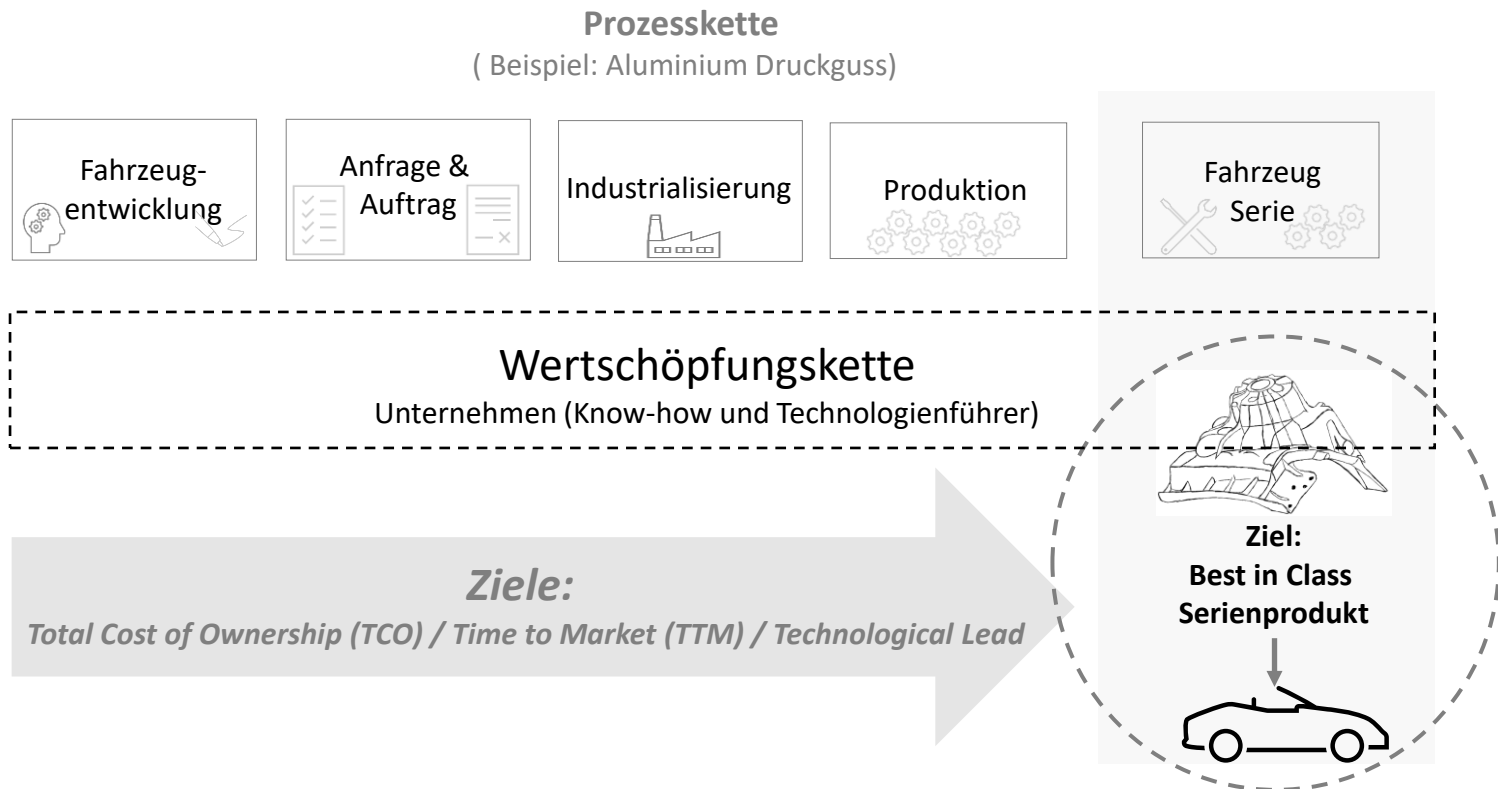 Prozesskette
( Beispiel: Aluminium Druckguss)
Fahrzeug-
entwicklung
Anfrage &
Auftrag
Industrialisierung
Produktion
Fahrzeug
Serie
Wertschöpfungskette
Unternehmen (Know-how und Technologienführer)
Ziele:
Total Cost of Ownership (TCO) / Time to Market (TTM) / Technological Lead
Ziel:
Best in Class
Serienprodukt